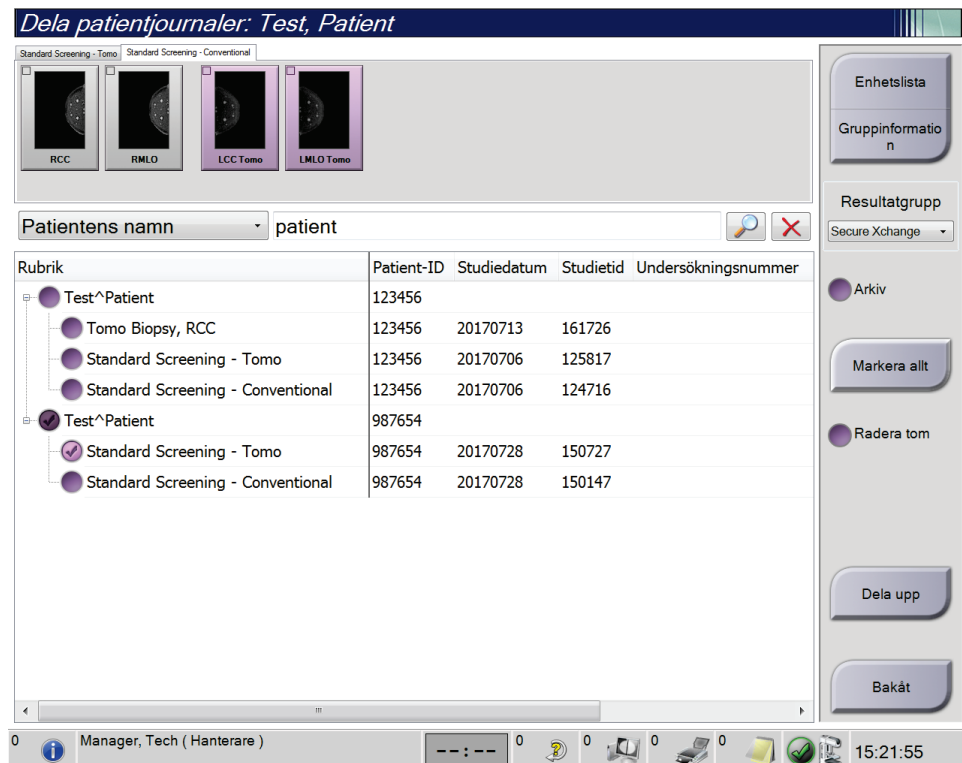 Dela patientjournaler: Test, Patient
Standard Screening - Tomo Standard Screening - Conventional
RCC RMLO LCC Tomo LMLO Tomo
Enhetslista
Gruppinformatio
n
Resultatgrupp
Secure Xchange
Arkiv
Markera allt
Radera tom
Dela upp
Bakåt
Patientens namn patient
Rubrik Patient-ID Studiedatum Studietid Undersökningsnummer
Test^Patient 123456
Tomo Biopsy, RCC 123456 20170713 161726
Standard Screening - Tomo 123456 20170706 125817
Standard Screening - Conventional 123456 20170706 124716
Test^Patient 987654
Standard Screening - Tomo 987654 20170728 150727
Standard Screening - Conventional 987654 20170728 150147
0 Manager, Tech ( Hanterare ) --:-- 0 0 0 0 15:21:55